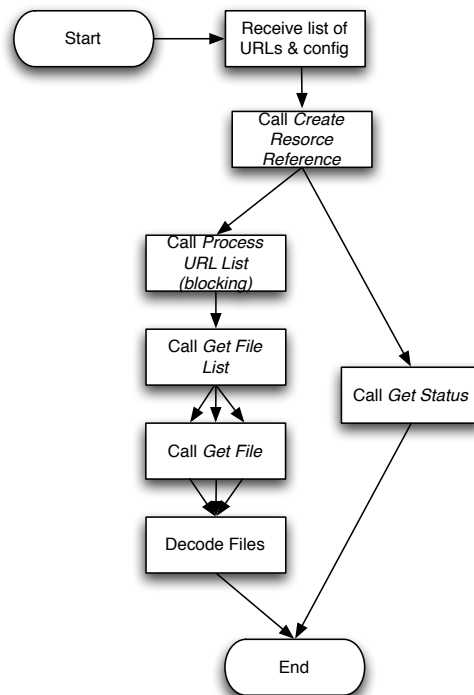 Start
Receive list of
URLs & config
Call Create
Resorce
Reference
Call Process
URL List
(blocking)
Call Get File
List
Call Get Status
Call Get File
Decode Files
End